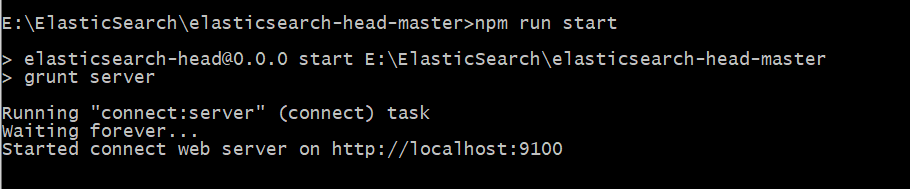 E:\ElasticSearch\elasticsearch-head-master>npm run start
> elasticsearch-head@0.0.0 start E:\ElasticSearch\elasticsearch-head-master
> grunt server
Running "connect:server" (connect) task
Waiting forever...
Started connect web server on http://localhost:9100